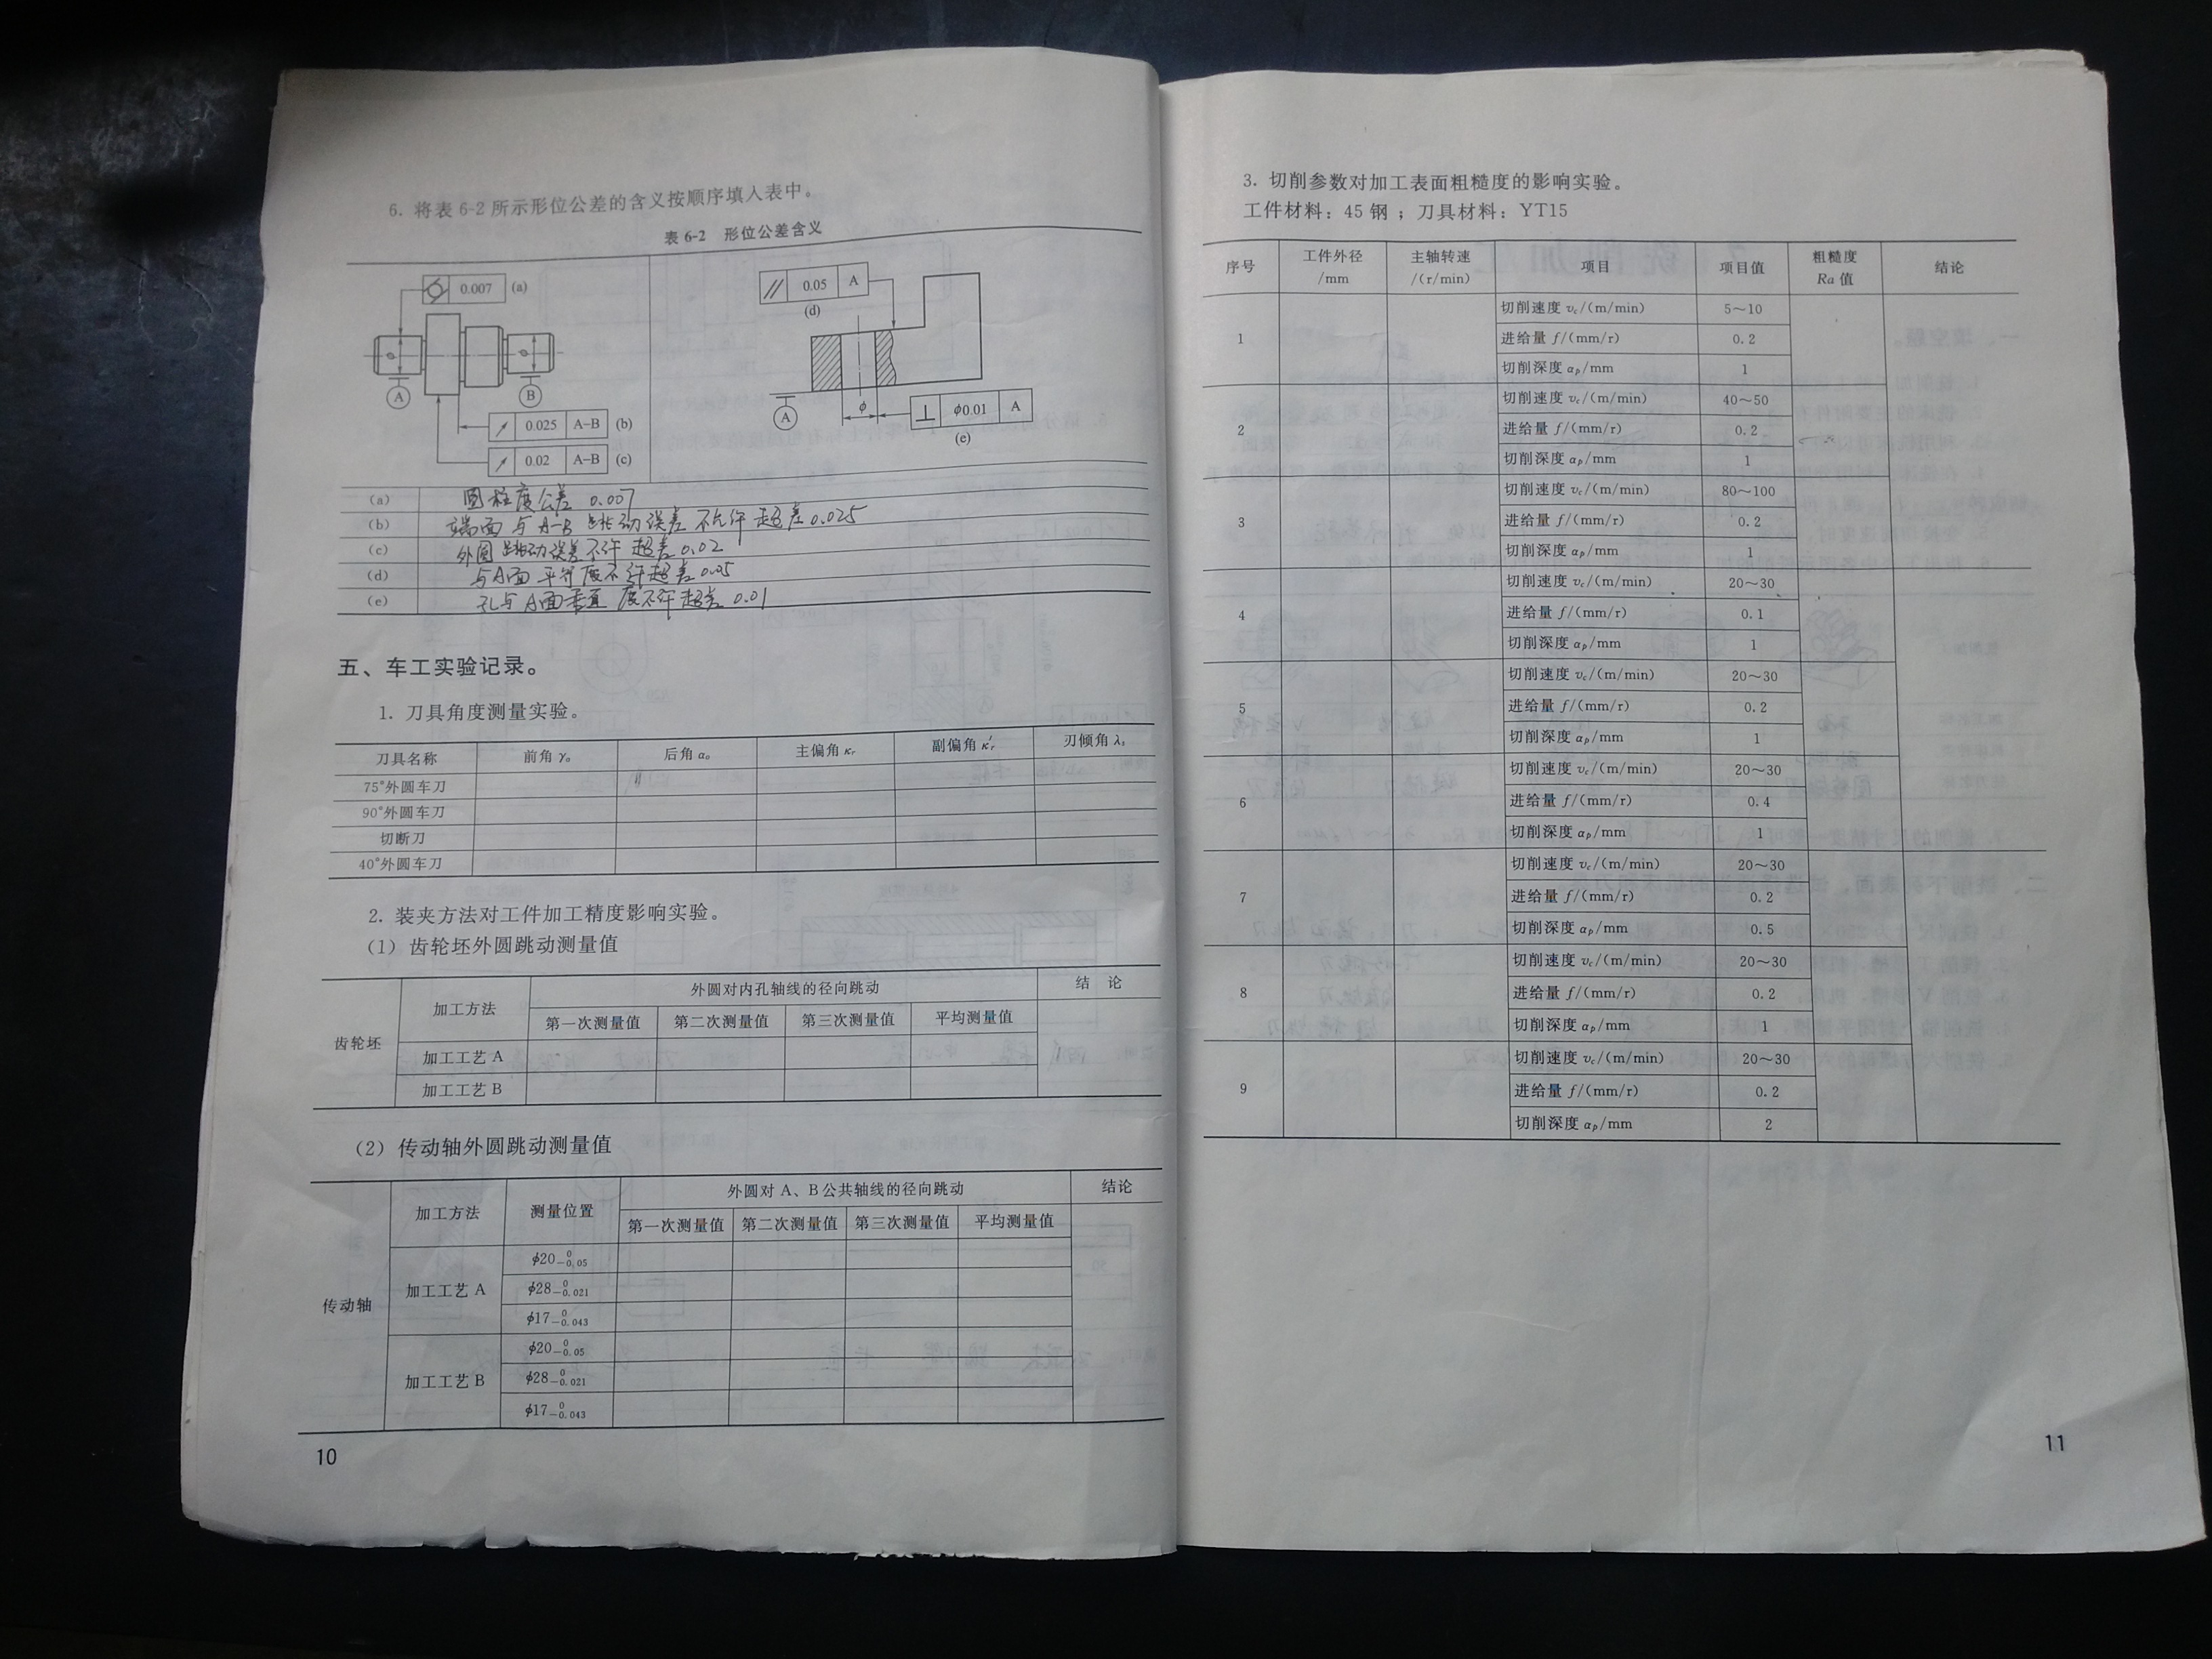 6. 将表 6-2 所示形位公差的含义按顺序填入表中。
表 6-2 形位公差含义
0.007 (a)
A B
0.025 A-B (b)
0.02 A-B (c)
// 0.05 A
(d)
A
ϕ
⊥ ϕ0.01 A
(e)
(a) 圆柱度公差 0.007
(b) 端面与A-B 跳动误差不允许超差0.025
(c) 外圆跳动误差不许超差0.02
(d) 与A面平行度不许超差0.05
(e) 孔与A面垂直度不许超差 0.01
五、车工实验记录。
1. 刀具角度测量实验。
刀具名称 前角 γₒ 后角 αₒ 主偏角 κᵣ 副偏角 κᵣ′ 刃倾角 λₛ
75°外圆车刀
90°外圆车刀
切断刀
40°外圆车刀
2. 装夹方法对工件加工精度影响实验。
(1) 齿轮坯外圆跳动测量值
齿轮坯 加工方法 外圆对内孔轴线的径向跳动 结 论
第一次测量值 第二次测量值 第三次测量值 平均测量值
加工工艺 A
加工工艺 B
(2) 传动轴外圆跳动测量值
传动轴 加工方法 测量位置 外圆对 A、B公共轴线的径向跳动 结论
第一次测量值 第二次测量值 第三次测量值 平均测量值
加工工艺 A
ϕ20 0 -0.05
ϕ28 0 -0.021
ϕ17 0 -0.043
加工工艺 B
ϕ20 0 -0.05
ϕ28 0 -0.021
ϕ17 0 -0.043
10
3. 切削参数对加工表面粗糙度的影响实验。
工件材料：45 钢；刀具材料：YT15
序号 工件外径/mm 主轴转速/(r/min) 项目 项目值 粗糙度 Ra 值 结论
1
切削速度 v_c/(m/min) 5～10
进给量 f/(mm/r) 0.2
切削深度 α_p/mm 1
2
切削速度 v_c/(m/min) 40～50
进给量 f/(mm/r) 0.2
切削深度 α_p/mm 1
3
切削速度 v_c/(m/min) 80～100
进给量 f/(mm/r) 0.2
切削深度 α_p/mm 1
4
切削速度 v_c/(m/min) 20～30
进给量 f/(mm/r) 0.1
切削深度 α_p/mm 1
5
切削速度 v_c/(m/min) 20～30
进给量 f/(mm/r) 0.2
切削深度 α_p/mm 1
6
切削速度 v_c/(m/min) 20～30
进给量 f/(mm/r) 0.4
切削深度 α_p/mm 1
7
切削速度 v_c/(m/min) 20～30
进给量 f/(mm/r) 0.2
切削深度 α_p/mm 0.5
8
切削速度 v_c/(m/min) 20～30
进给量 f/(mm/r) 0.2
切削深度 α_p/mm 1
9
切削速度 v_c/(m/min) 20～30
进给量 f/(mm/r) 0.2
切削深度 α_p/mm 2
11